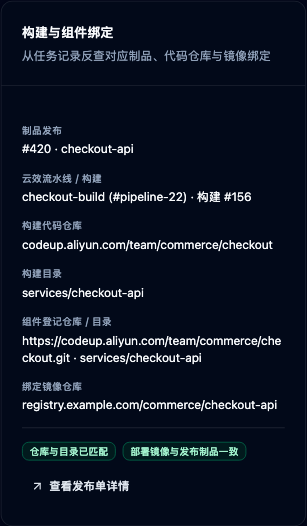 构建与组件绑定
从任务记录反查对应制品、代码仓库与镜像绑定
制品发布
#420 · checkout-api
云效流水线 / 构建
checkout-build (#pipeline-22) · 构建 #156
构建代码仓库
codeup.aliyun.com/team/commerce/checkout
构建目录
services/checkout-api
组件登记仓库 / 目录
https://codeup.aliyun.com/team/commerce/che
ckout.git · services/checkout-api
绑定镜像仓库
registry.example.com/commerce/checkout-api
仓库与目录已匹配 部署镜像与发布制品一致
查看发布单详情